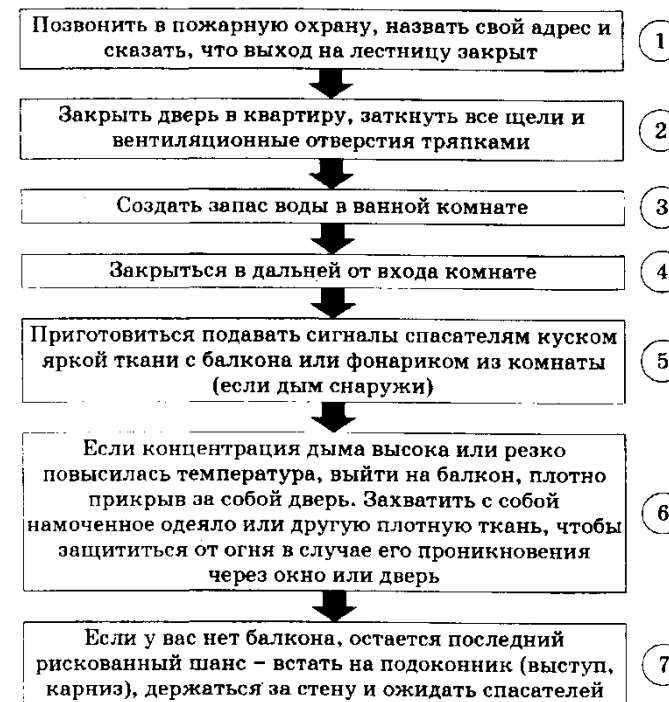 Позвонить в пожарную охрану, назвать свой адрес и
сказать, что выход на лестницу закрыт
1
Закрыть дверь в квартиру, заткнуть все щели и
вентиляционные отверстия тряпками
2
Создать запас воды в ванной комнате
3
Закрыться в дальней от входа комнате
4
Приготовиться подавать сигналы спасателям куском
яркой ткани с балкона или фонариком из комнаты
(если дым снаружи)
5
Если концентрация дыма высока или резко
повысилась температура, выйти на балкон, плотно
прикрыв за собой дверь. Захватить с собой
намоченное одеяло или другую плотную ткань, чтобы
защититься от огня в случае его проникновения
через окно или дверь
6
Если у вас нет балкона, остается последний
рискованный шанс – встать на подоконник (выступ,
карниз), держаться за стену и ожидать спасателей
7